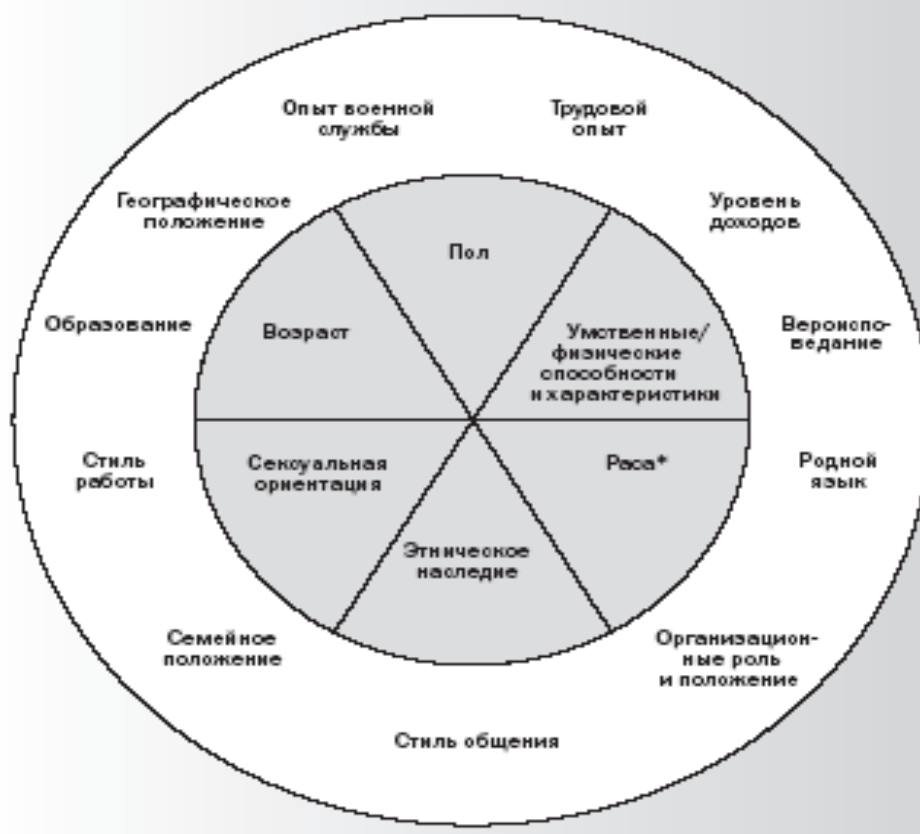 Опыт военной
службы
Трудовой
опыт
Географическое
положение
Уровень
доходов
Пол
Образование
Возраст
Умственные/
физические
способности
и характеристики
Вероиспо-
ведание
Стиль
работы
Сексуальная
ориентация
Раса*
Родной
язык
Этническое
наследие
Семейное
положение
Организацион-
ные роль
и положение
Стиль общения